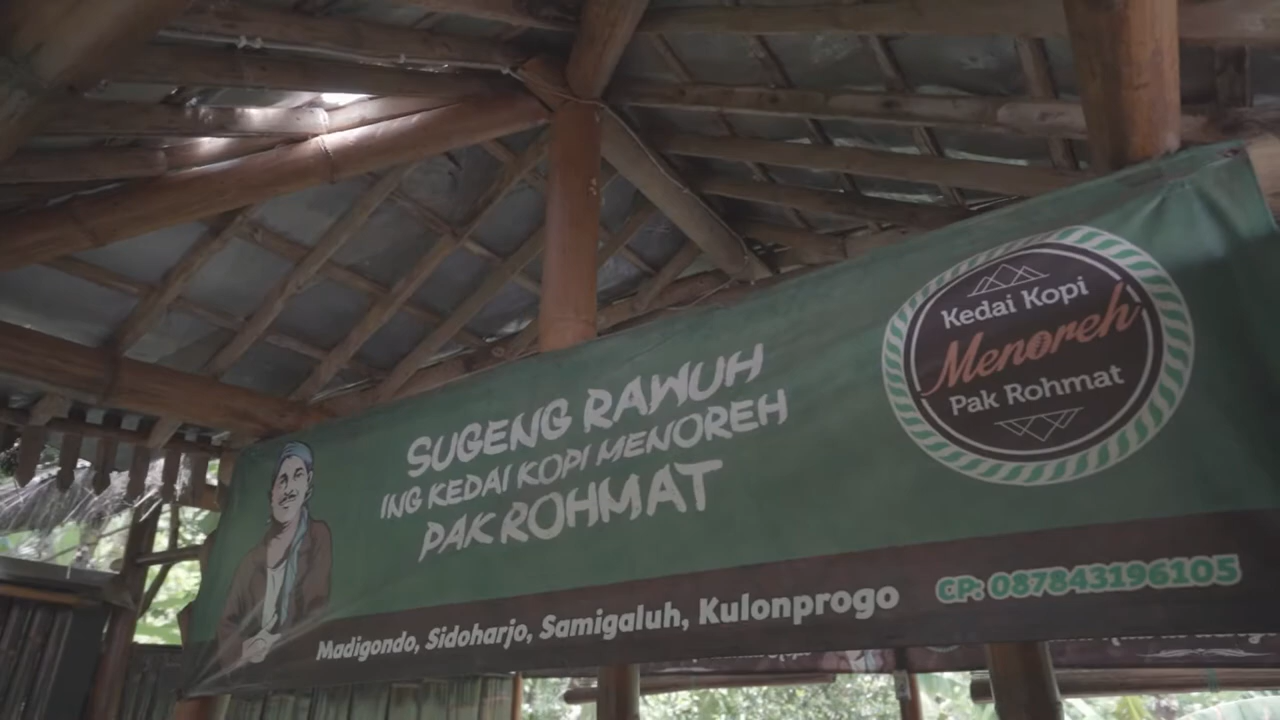 SUGENG RAWUH
ING KEDAI KOPI MENOREH
PAK ROHMAT
Kedai Kopi
Menoreh
Pak Rohmat
Madigondo, Sidoharjo, Samigaluh, Kulonprogo
CP: 087843196105